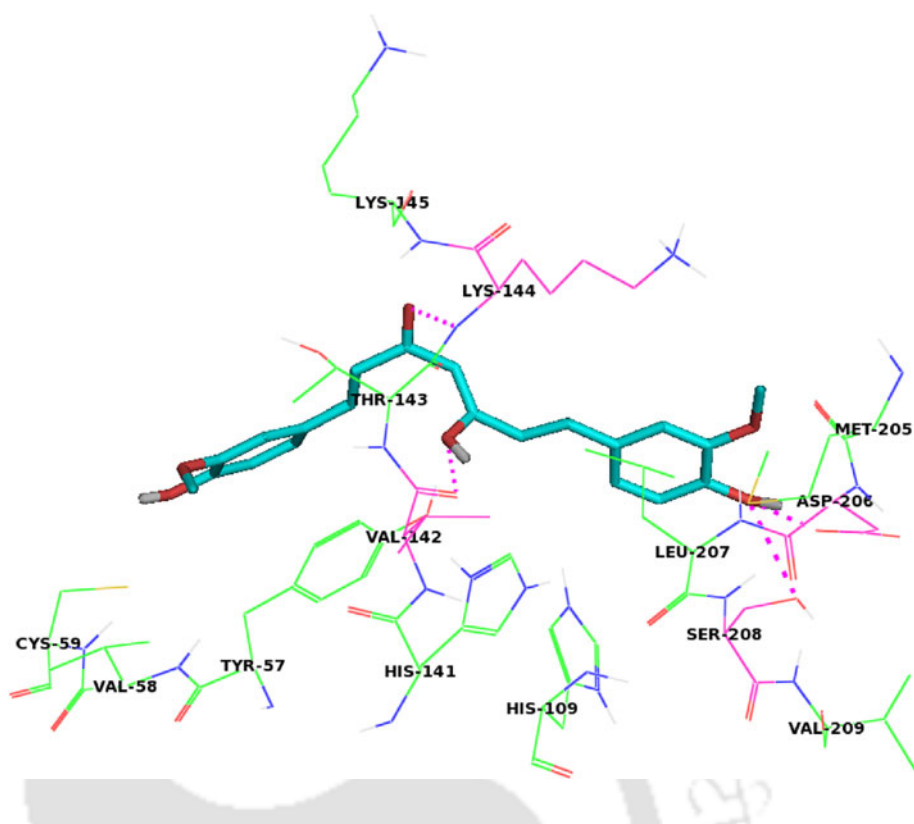 LYS-145
LYS-144
THR-143
MET-205
ASP-206
VAL-142
LEU-207
CYS-59
TYR-57
SER-208
VAL-58
HIS-141
HIS-109
VAL-209